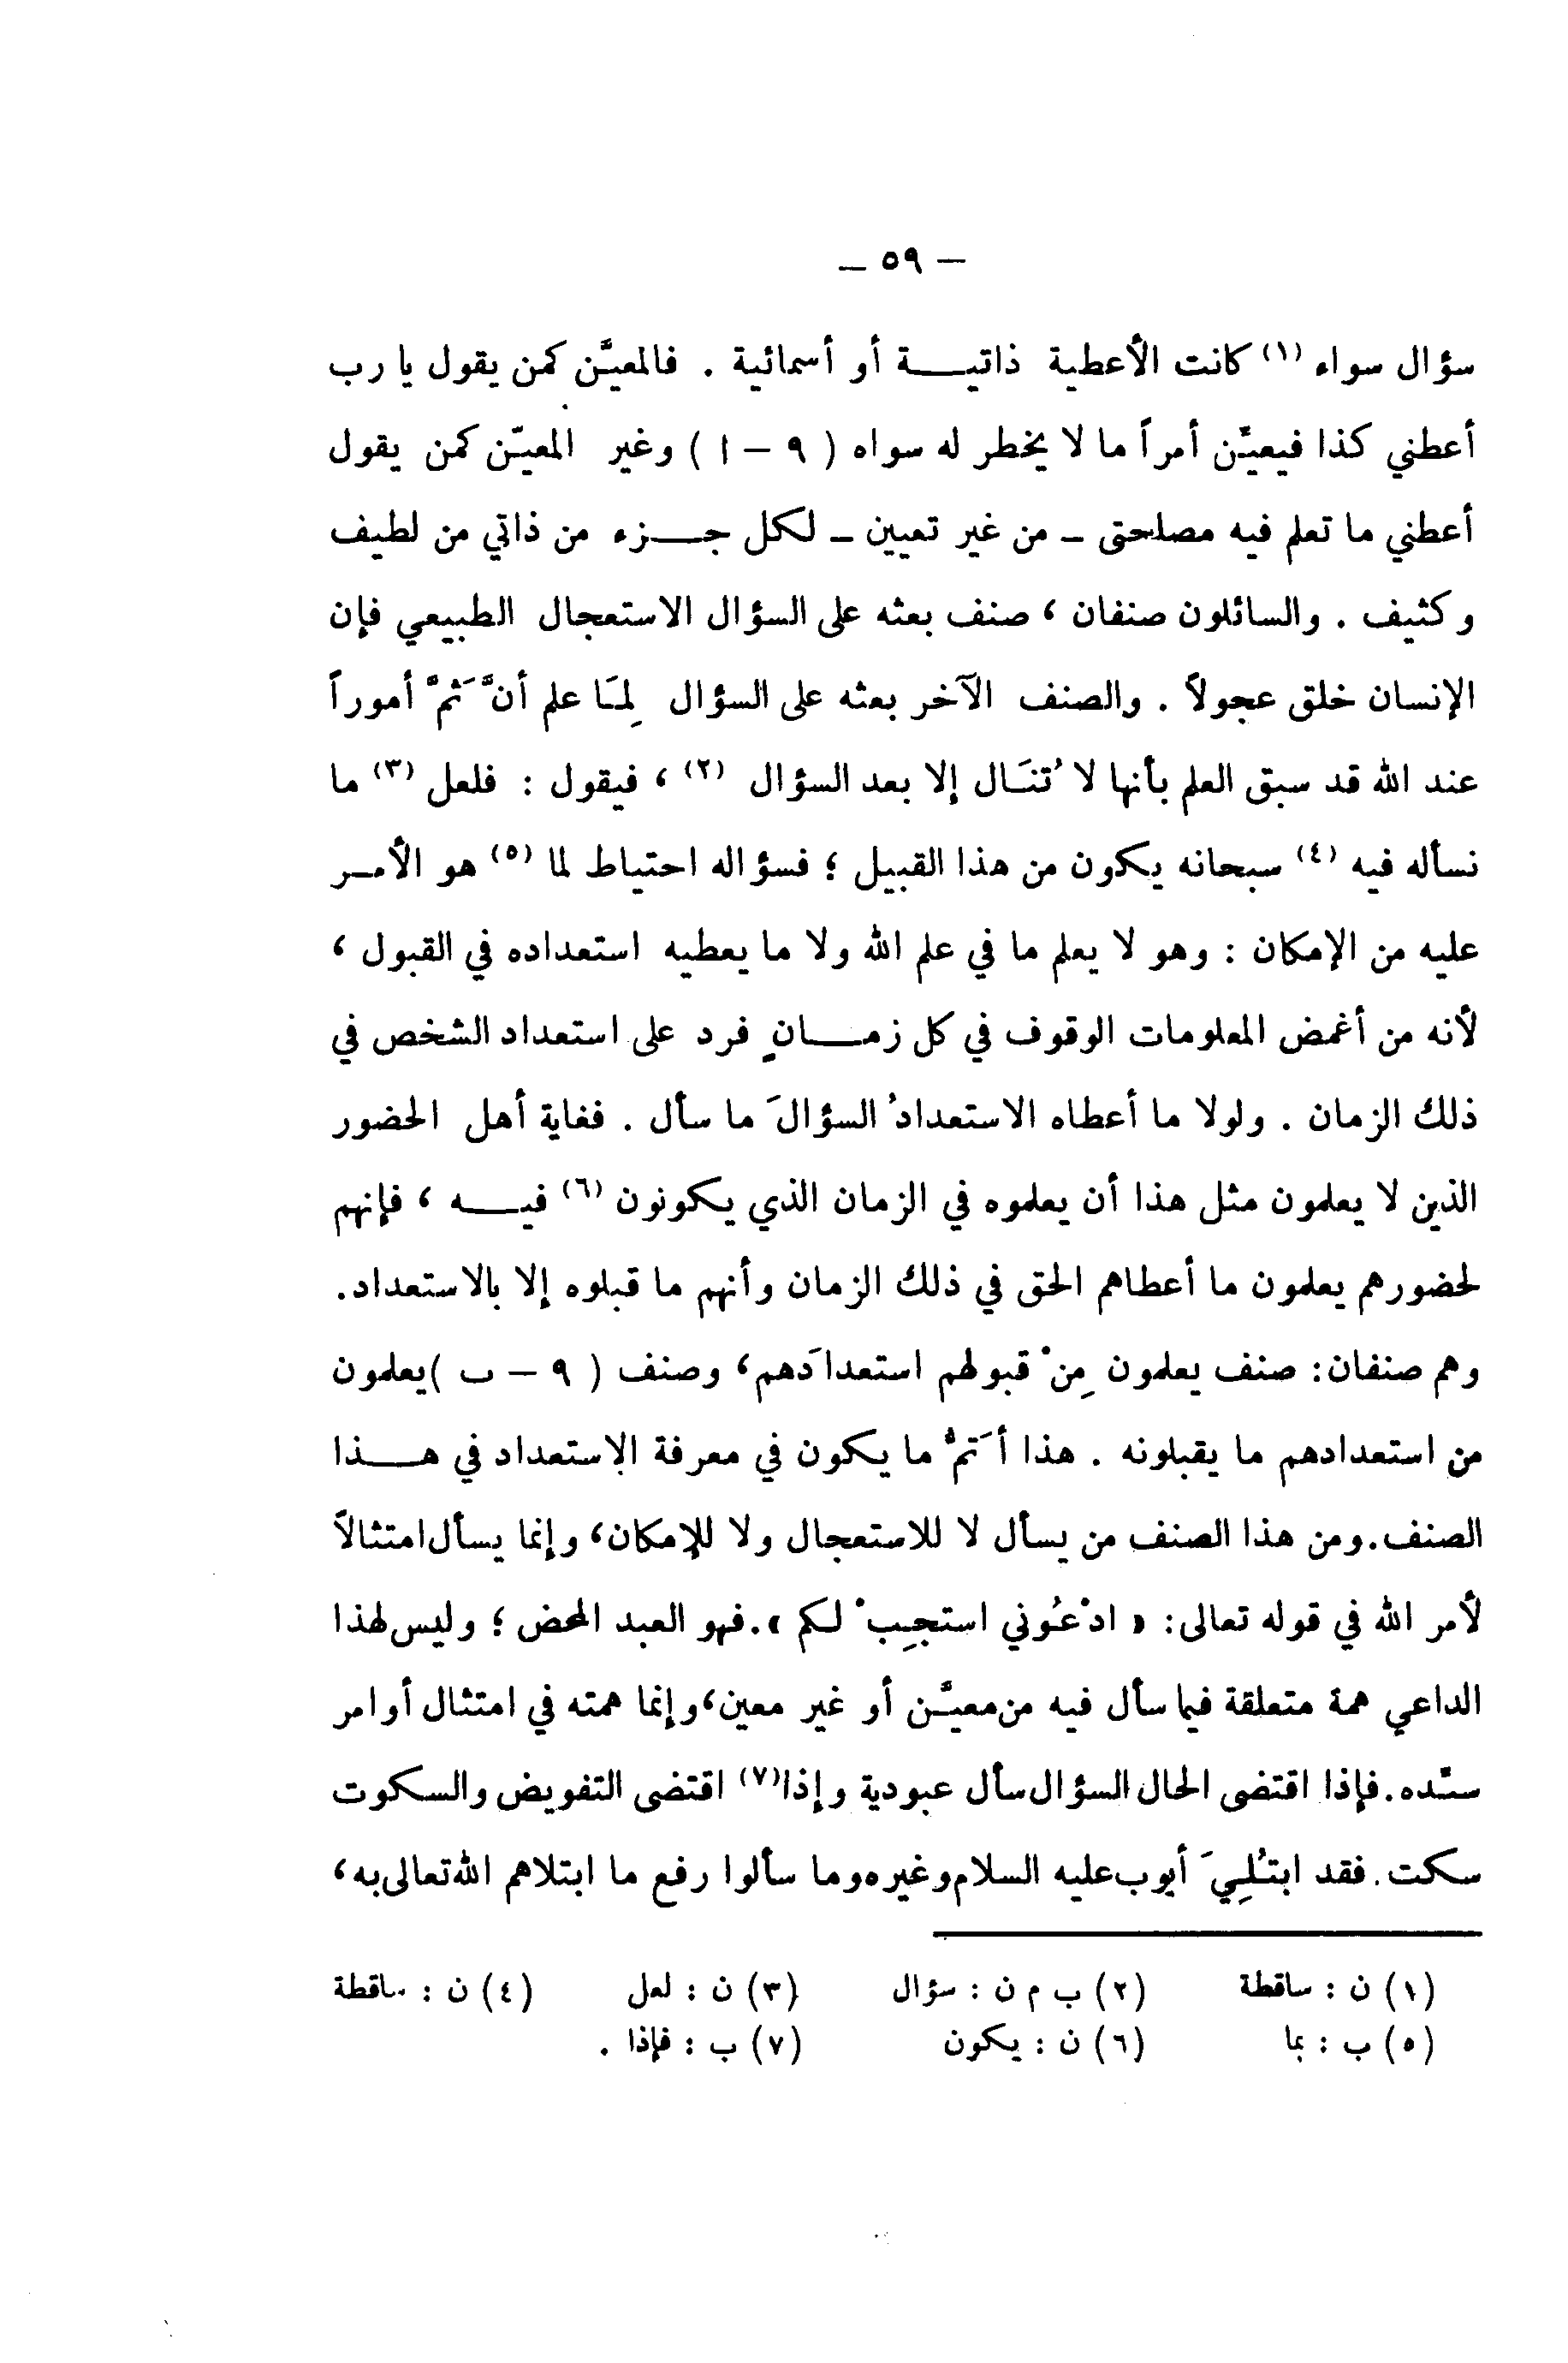 — ٥٩ —
سؤال سواء (١) كانت الأعطية ذاتيـــة أو أسمائية . فالمعيَّن كمن يقول يا رب
أعطني كذا فيعيَّن أمراً ما لا يخطر له سواه ( ٩ – ا ) وغير المعيّن كمن يقول
أعطني ما تعلم فيه مصلحتي – من غير تعيين – لكل جـــزء من ذاتي من لطيف
وكثيف . والسائلون صنفان ، صنف بعثه على السؤال الاستعجال الطبيعي فإن
الإنسان خلق عجولاً . والصنف الآخر بعثه على السؤال لِمَا علم أنَّ ثَمَّ أموراً
عند الله قد سبق العلم بأنها لا تُنَال إلا بعد السؤال (٢) ، فيقول : فلعل (٣) ما
نسأله فيه (٤) سبحانه يكون من هذا القبيل ؛ فسؤاله احتياط لما (٥) هو الأمـر
عليه من الإمكان : وهو لا يعلم ما في علم الله ولا ما يعطيه استعداده في القبول ،
لأنه من أغمض المعلومات الوقوف في كل زمـــانٍ فرد على استعداد الشخص في
ذلك الزمان . ولولا ما أعطاه الاستعدادُ السؤالَ ما سأل . فغاية أهل الحضور
الذين لا يعلمون مثل هذا أن يعلموه في الزمان الذي يكونون (٦) فيـــه ، فإنهم
لحضورهم يعلمون ما أعطاهم الحق في ذلك الزمان وأنهم ما قبلوه إلا بالاستعداد.
وهم صنفان: صنف يعلمون مِنْ قبولهم استعدادَهم، وصنف ( ٩ – ب )يعلمون
من استعدادهم ما يقبلونه . هذا أَتمُّ ما يكون في معرفة الاستعداد في هـــذا
الصنف.ومن هذا الصنف من يسأل لا للاستعجال ولا للإمكان، وإنما يسأل امتثالاً
لأمر الله في قوله تعالى: « ادْعُوني استجِبْ لكم ».فهو العبد المحض ؛ وليس لهذا
الداعي همة متعلقة فيما سأل فيه من معيَّن أو غير معين، وإنما همته في امتثال أوامر
سيِّده.فإذا اقتضى الحال السؤال سأل عبودية وإذا(٧) اقتضى التفويض والسكوت
سكت.فقد ابتُلِيَ أيوب عليه السلام وغيره وما سألوا رفع ما ابتلاهم الله تعالى به،
(١) ن : ساقطة (٢) ب م ن : سؤال (٣) ن : لعل (٤) ن : ساقطة
(٥) ب : بما (٦) ن : يكون (٧) ب : فإذا .